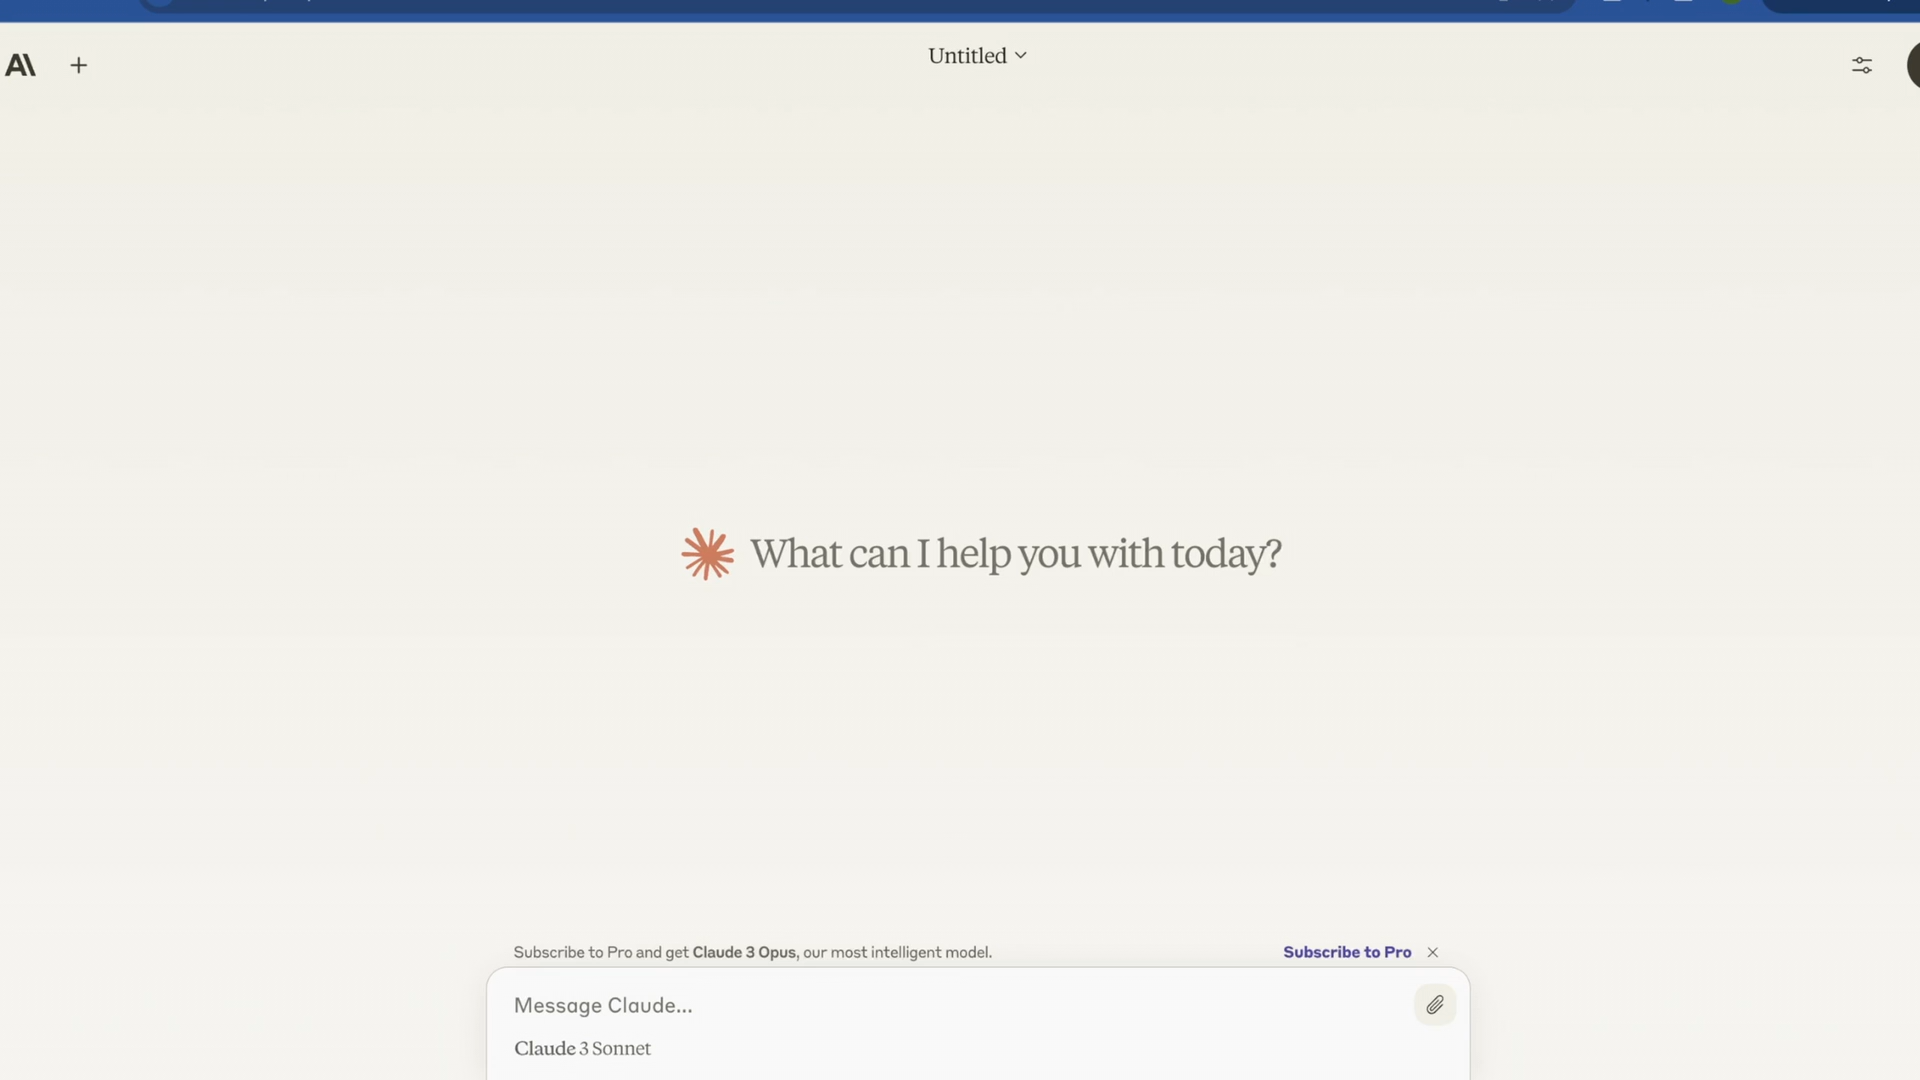 A\
Untitled
What can I help you with today?
Subscribe to Pro and get Claude 3 Opus, our most intelligent model.
Subscribe to Pro
Message Claude...
Claude 3 Sonnet